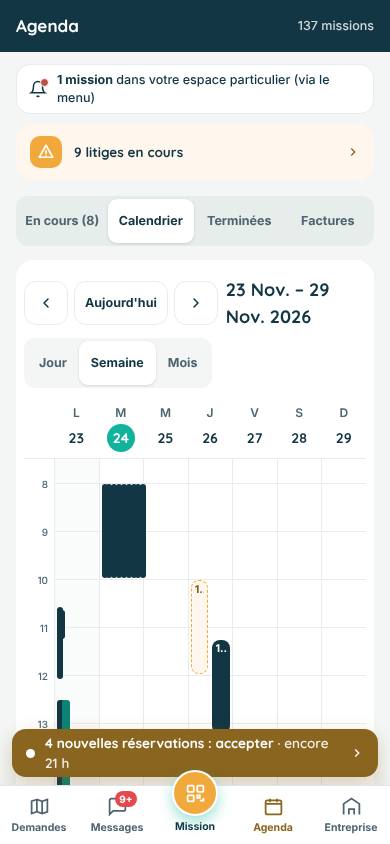 Agenda
137 missions
1 mission dans votre espace particulier (via le
menu)
9 litiges en cours
En cours (8)
Calendrier
Terminées
Factures
Aujourd'hui
23 Nov. – 29
Nov. 2026
Jour
Semaine
Mois
L M M J V S D
23 24 25 26 27 28 29
8
9
10
1.
11
1..
12
13
4 nouvelles réservations : accepter · encore
21 h
9+
Demandes
Messages
Mission
Agenda
Entreprise